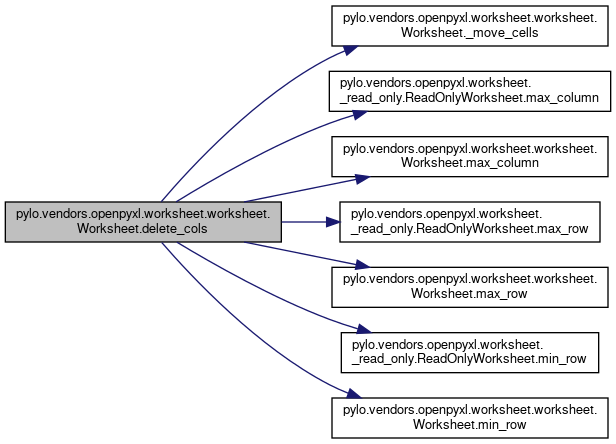 pylo.vendors.openpyxl.worksheet.worksheet.
Worksheet.delete_cols
pylo.vendors.openpyxl.worksheet.worksheet.
Worksheet._move_cells
pylo.vendors.openpyxl.worksheet.
_read_only.ReadOnlyWorksheet.max_column
pylo.vendors.openpyxl.worksheet.worksheet.
Worksheet.max_column
pylo.vendors.openpyxl.worksheet.
_read_only.ReadOnlyWorksheet.max_row
pylo.vendors.openpyxl.worksheet.worksheet.
Worksheet.max_row
pylo.vendors.openpyxl.worksheet.
_read_only.ReadOnlyWorksheet.min_row
pylo.vendors.openpyxl.worksheet.worksheet.
Worksheet.min_row